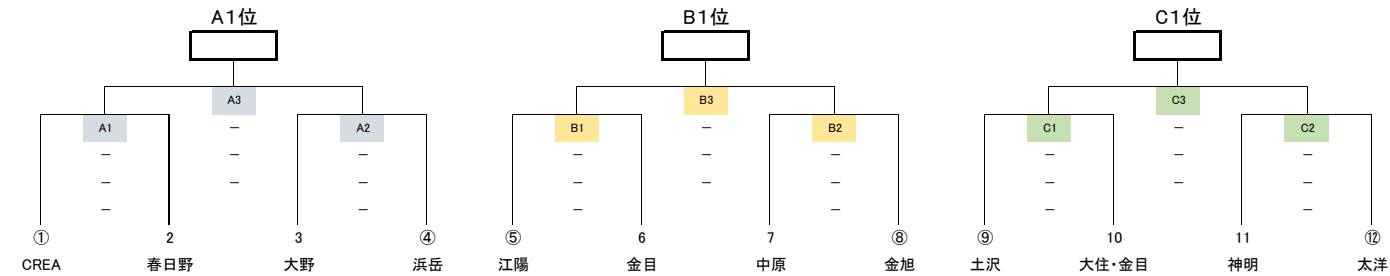 A1位 B1位 C1位
A3 B3 C3
A1 － A2 B1 － B2 C1 － C2
－ － － － － － － － －
－ － － － － － － － －
－ － － － － －
① 2 3 ④ ⑤ 6 7 ⑧ ⑨ 10 11 ⑫
CREA 春日野 大野 浜岳 江陽 金目 中原 金旭 土沢 大住・金目 神明 太洋